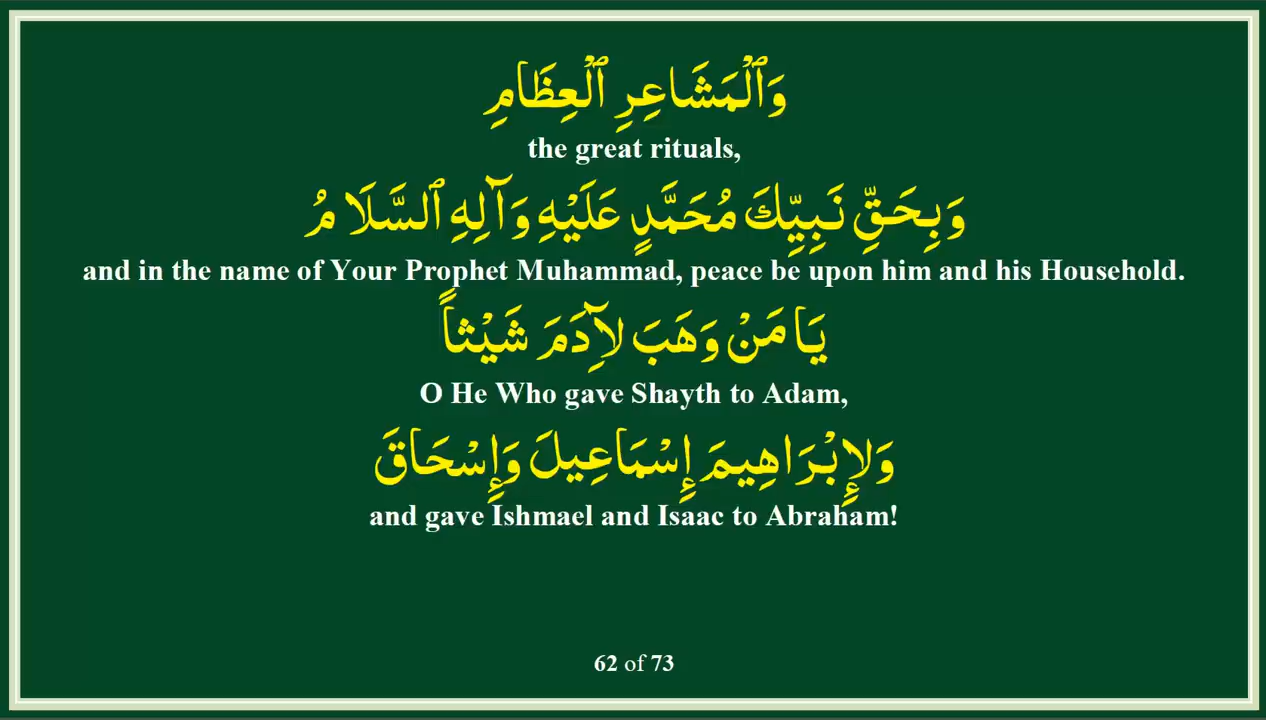 وَٱلْمَشَاعِرِ ٱلْعِظَامِ
the great rituals,
وَبِحَقِّ نَبِيِّكَ مُحَمَّدٍ عَلَيْهِ وَآلِهِ ٱلسَّلَامُ
and in the name of Your Prophet Muhammad, peace be upon him and his Household.
يَا مَنْ وَهَبَ لِآدَمَ شَيْثاً
O He Who gave Shayth to Adam,
وَلِإِبْرَاهِيمَ إِسْمَاعِيلَ وَإِسْحَاقَ
and gave Ishmael and Isaac to Abraham!
62 of 73